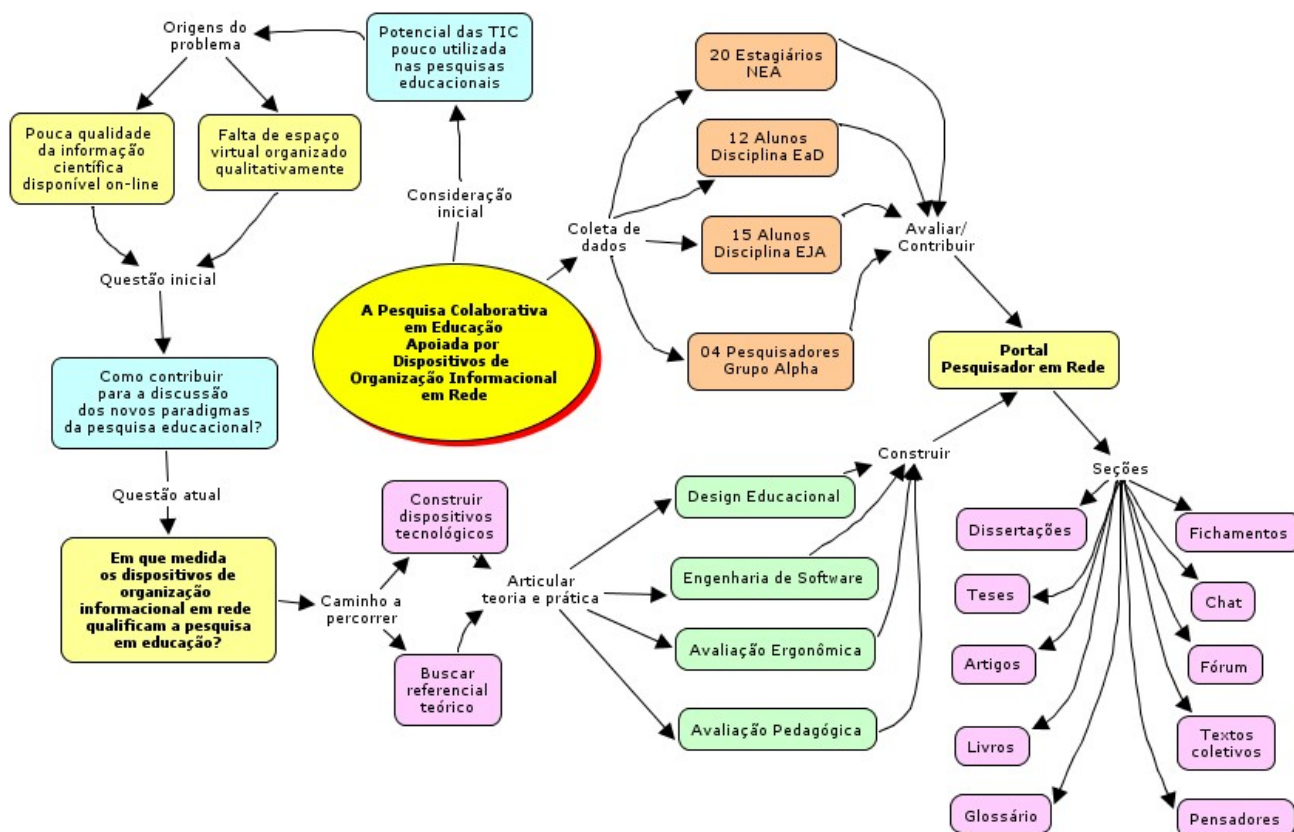 Origens do
problema
Potencial das TIC
pouco utilizada
nas pesquisas
educacionais
Pouca qualidade
da informação
científica
disponível on-line
Falta de espaço
virtual organizado
qualitativamente
Consideração
inicial
Questão inicial
Como contribuir
para a discussão
dos novos paradigmas
da pesquisa educacional?
Questão atual
Em que medida
os dispositivos de
organização
informacional em rede
qualificam a pesquisa
em educação?
A Pesquisa Colaborativa
em Educação
Apoiada por
Dispositivos de
Organização Informacional
em Rede
Coleta de
dados
20 Estagiários
NEA
12 Alunos
Disciplina EaD
15 Alunos
Disciplina EJA
04 Pesquisadores
Grupo Alpha
Avaliar/
Contribuir
Portal
Pesquisador em Rede
Caminho a
percorrer
Construir
dispositivos
tecnológicos
Buscar
referencial
teórico
Articular
teoria e prática
Design Educacional
Engenharia de Software
Avaliação Ergonômica
Avaliação Pedagógica
Construir
Seções
Dissertações
Teses
Artigos
Livros
Glossário
Fichamentos
Chat
Fórum
Textos
coletivos
Pensadores